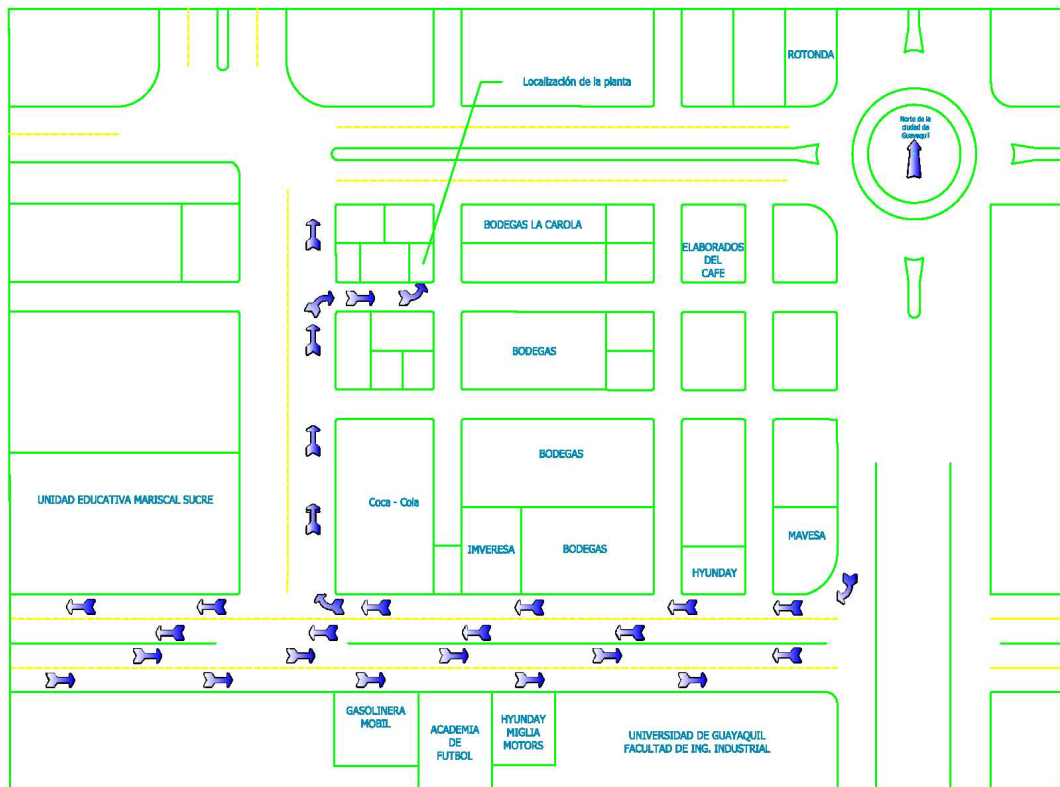 ROTONDA
Localización de la planta
Norte de la
ciudad de
Guayaquil
BODEGAS LA CAROLA
ELABORADOS
DEL
CAFE
BODEGAS
BODEGAS
UNIDAD EDUCATIVA MARISCAL SUCRE
Coca - Cola
IMVERESA
BODEGAS
MAVESA
HYUNDAY
GASOLINERA
MOBIL
ACADEMIA
DE
FUTBOL
HYUNDAY
MIGLIA
MOTORS
UNIVERSIDAD DE GUAYAQUIL
FACULTAD DE ING. INDUSTRIAL